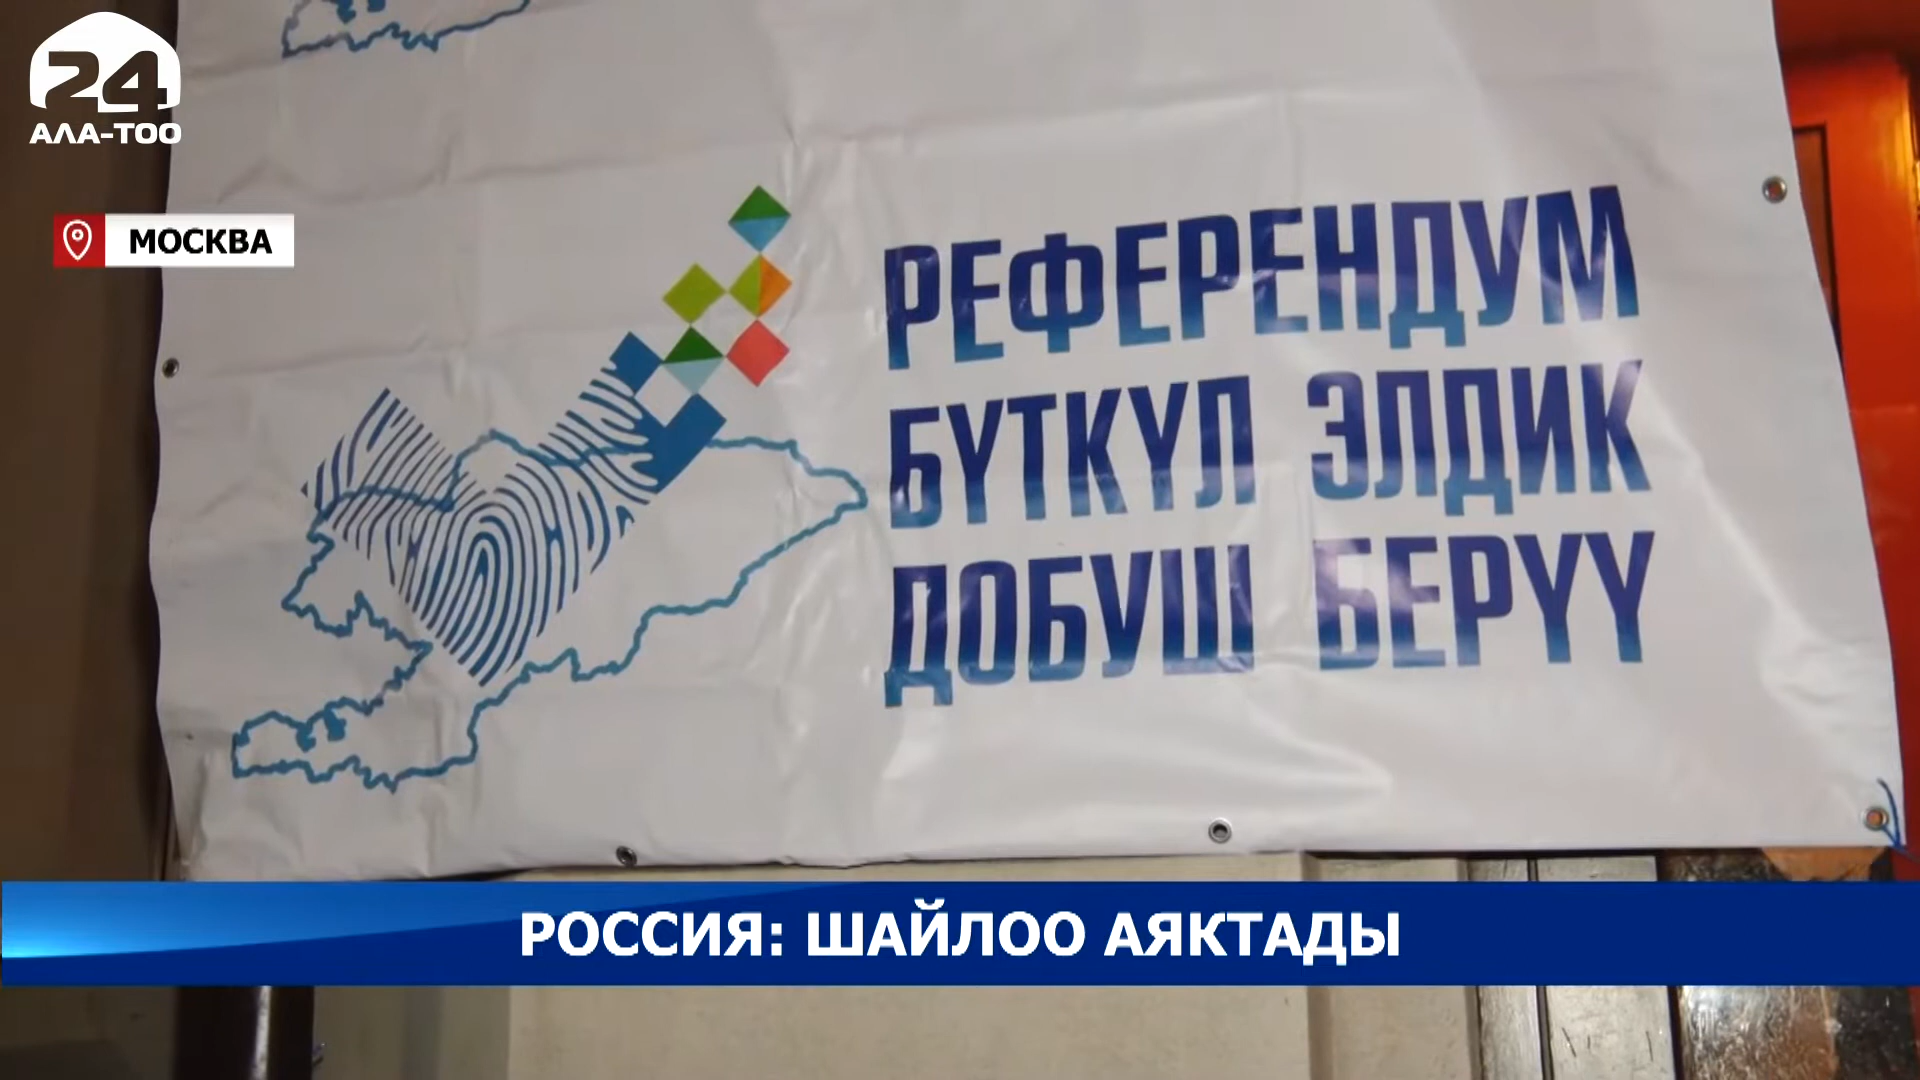 24
АЛА-ТОО
МОСКВА
РЕФЕРЕНДУМ
БҮТКҮЛ ЭЛДИК
ДОБУШ БЕРҮҮ
РОССИЯ: ШАЙЛОО АЯКТАДЫ